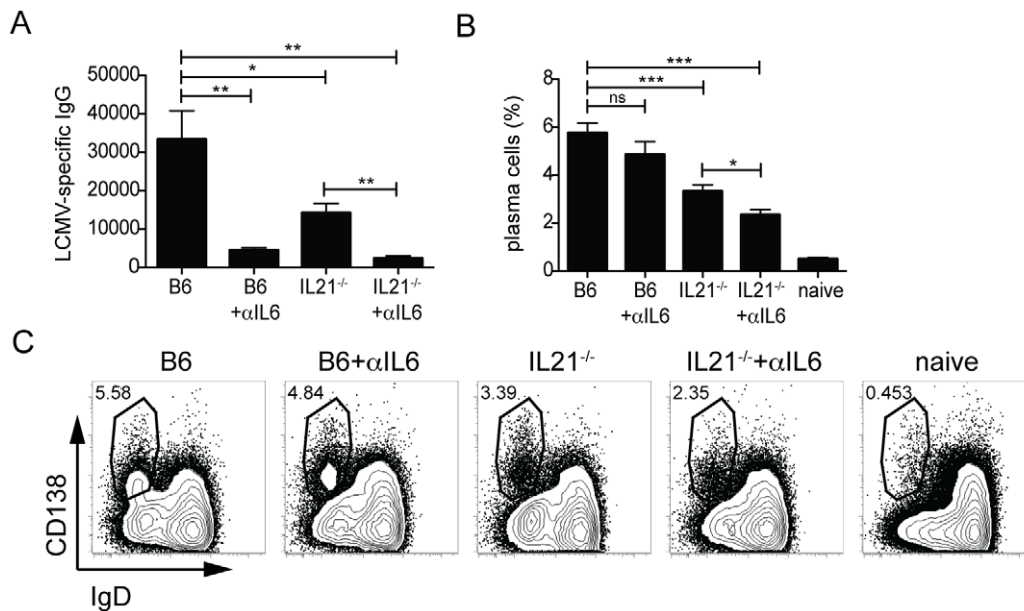 A
**
*
**
**
LCMV-specific IgG
50000
40000
30000
20000
10000
0
B6
B6
+αIL6
IL21-/-
IL21-/-
+αIL6
B
***
***
ns
*
plasma cells (%)
8
6
4
2
0
B6
B6
+αIL6
IL21-/-
IL21-/-
+αIL6
naive
C
B6
B6+αIL6
IL21-/-
IL21-/-+αIL6
naive
5.58
4.84
3.39
2.35
0.453
CD138
IgD